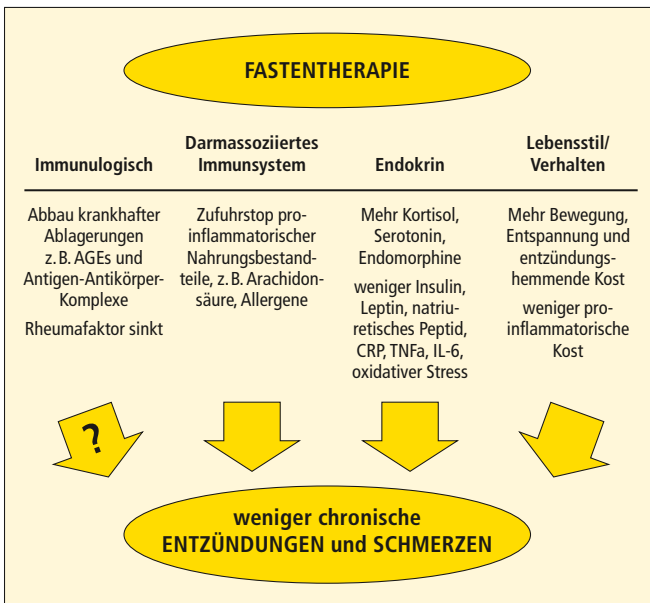 FASTENTHERAPIE
Immunulogisch
Abbau krankhafter
Ablagerungen
z. B. AGEs und
Antigen-Antikörper-
Komplexe
Rheumafaktor sinkt
Darmassoziiertes
Immunsystem
Zufuhrstop pro-
inflammatorischer
Nahrungsbestand-
teile, z. B. Arachidon-
säure, Allergene
Endokrin
Mehr Kortisol,
Serotonin,
Endomorphine
weniger Insulin,
Leptin, natriu-
retisches Peptid,
CRP, TNFa, IL-6,
oxidativer Stress
Lebensstil/
Verhalten
Mehr Bewegung,
Entspannung und
entzündungs-
hemmende Kost
weniger pro-
inflammatorische
Kost
?
weniger chronische
ENTZÜNDUNGEN und SCHMERZEN